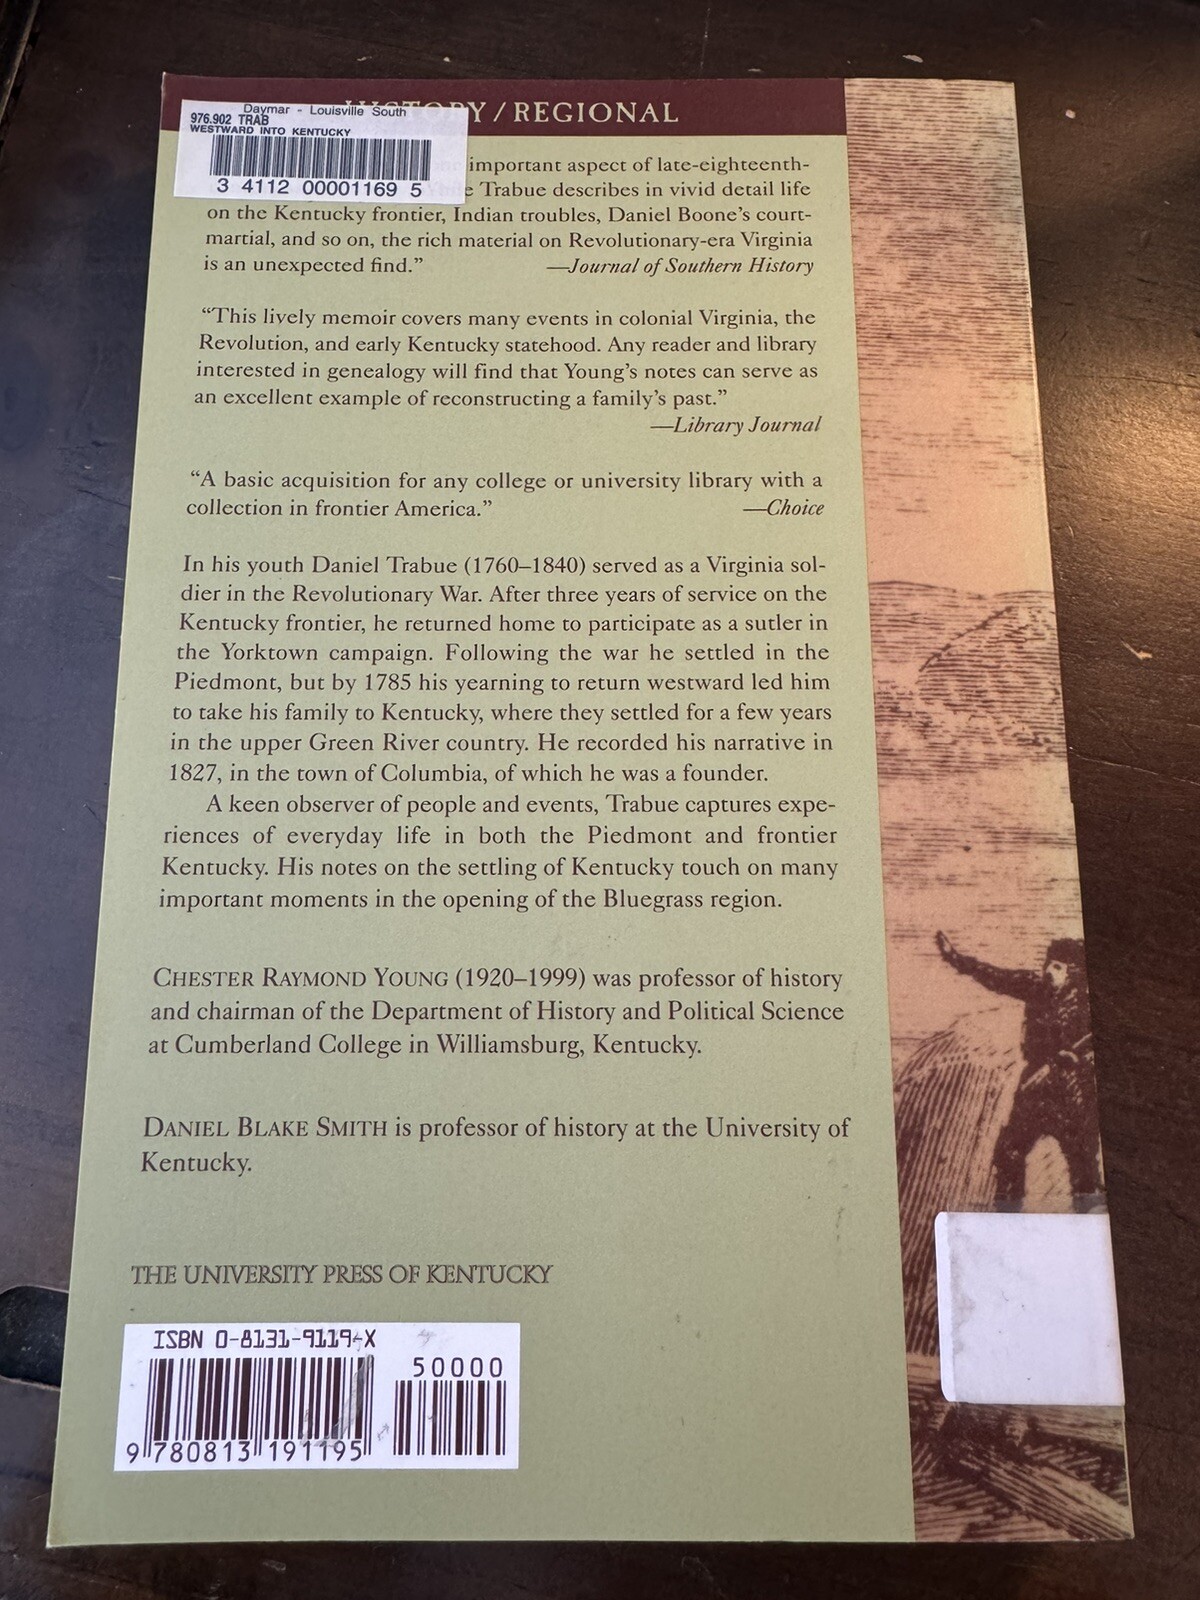 Daymar - Louisville South
976.902 TRAB
WESTWARD INTO KENTUCKY
3 4112 00001169 5
HISTORY / REGIONAL
important aspect of late-eighteenth-
Trabue describes in vivid detail life
on the Kentucky frontier, Indian troubles, Daniel Boone's court-
martial, and so on, the rich material on Revolutionary-era Virginia
is an unexpected find.” —Journal of Southern History
“This lively memoir covers many events in colonial Virginia, the
Revolution, and early Kentucky statehood. Any reader and library
interested in genealogy will find that Young's notes can serve as
an excellent example of reconstructing a family's past.”
—Library Journal
“A basic acquisition for any college or university library with a
collection in frontier America.” —Choice
In his youth Daniel Trabue (1760–1840) served as a Virginia sol-
dier in the Revolutionary War. After three years of service on the
Kentucky frontier, he returned home to participate as a sutler in
the Yorktown campaign. Following the war he settled in the
Piedmont, but by 1785 his yearning to return westward led him
to take his family to Kentucky, where they settled for a few years
in the upper Green River country. He recorded his narrative in
1827, in the town of Columbia, of which he was a founder.
A keen observer of people and events, Trabue captures expe-
riences of everyday life in both the Piedmont and frontier
Kentucky. His notes on the settling of Kentucky touch on many
important moments in the opening of the Bluegrass region.
CHESTER RAYMOND YOUNG (1920–1999) was professor of history
and chairman of the Department of History and Political Science
at Cumberland College in Williamsburg, Kentucky.
DANIEL BLAKE SMITH is professor of history at the University of
Kentucky.
THE UNIVERSITY PRESS OF KENTUCKY
ISBN 0-8131-9119-X
50000
9 780813 191195